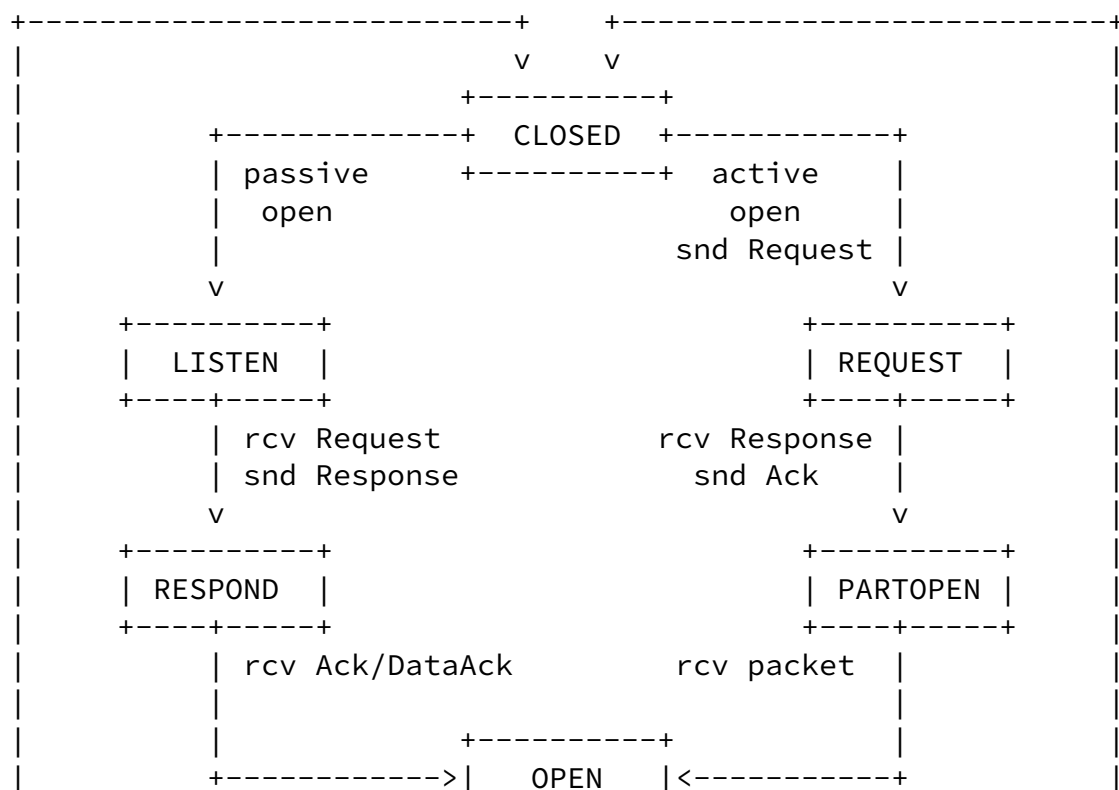 +---------------------------+    +---------------------------+
|                           v    v                           |
|                        +----------+                        |
|          +-------------+  CLOSED  +------------+           |
|          | passive     +----------+  active    |           |
|          |  open                      open     |           |
|          |                         snd Request |           |
|          v                                     v           |
|     +----------+                          +----------+     |
|     |  LISTEN  |                          | REQUEST  |     |
|     +----+-----+                          +----+-----+     |
|          | rcv Request            rcv Response |           |
|          | snd Response             snd Ack    |           |
|          v                                     v           |
|     +----------+                          +----------+     |
|     | RESPOND  |                          | PARTOPEN |     |
|     +----+-----+                          +----+-----+     |
|          | rcv Ack/DataAck         rcv packet  |           |
|          |                                     |           |
|          |             +----------+            |           |
|          +------------>|   OPEN   |<-----------+           |